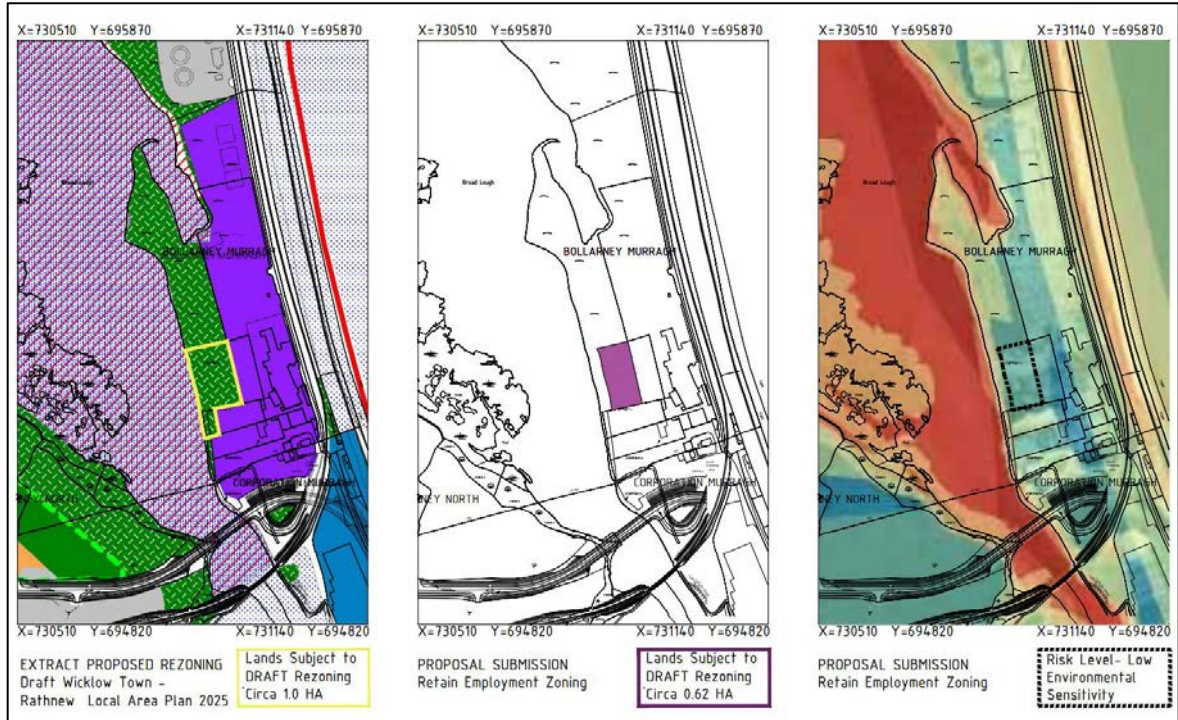 X=730510 Y=695870
X=731140 Y=695870
Broad Lough
BOLLARNEY MURRAGH
CORPORATION MURRAGH
NEY NORTH
X=730510 Y=694820
X=731140 Y=694820
EXTRACT PROPOSED REZONING
Draft Wicklow Town -
Rathnew Local Area Plan 2025
Lands Subject to
DRAFT Rezoning
Circa 1.0 HA
X=730510 Y=695870
X=731140 Y=695870
Broad Lough
BOLLARNEY MURRAGH
CORPORATION MURRAGH
NEY NORTH
X=730510 Y=694820
X=731140 Y=694820
PROPOSAL SUBMISSION
Retain Employment Zoning
Lands Subject to
DRAFT Rezoning
Circa 0.62 HA
X=730510 Y=695870
X=731140 Y=695870
BOLLARNEY MURRAGH
CORPORATION MURRAGH
NEY NORTH
X=730510 Y=694820
X=731140 Y=694820
PROPOSAL SUBMISSION
Retain Employment Zoning
Risk Level- Low
Environmental
Sensitivity